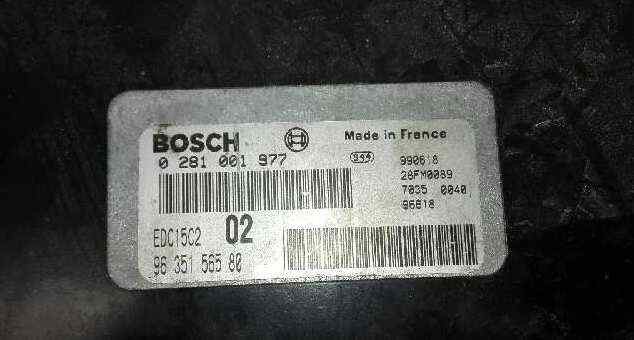 BOSCH
Made in France
0 281 001 977
990618
28FM0089
7035 0040
96818
EDC15C2 02
96 351 565 80